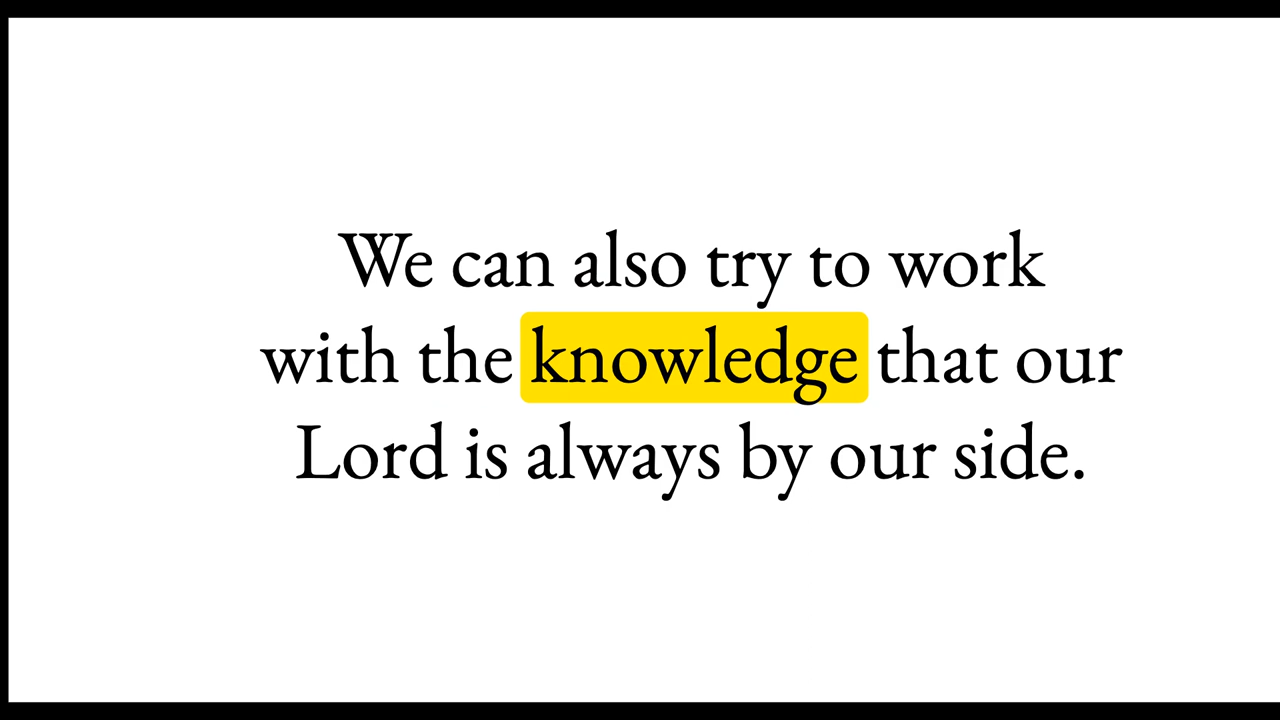 We can also try to work
with the knowledge that our
Lord is always by our side.